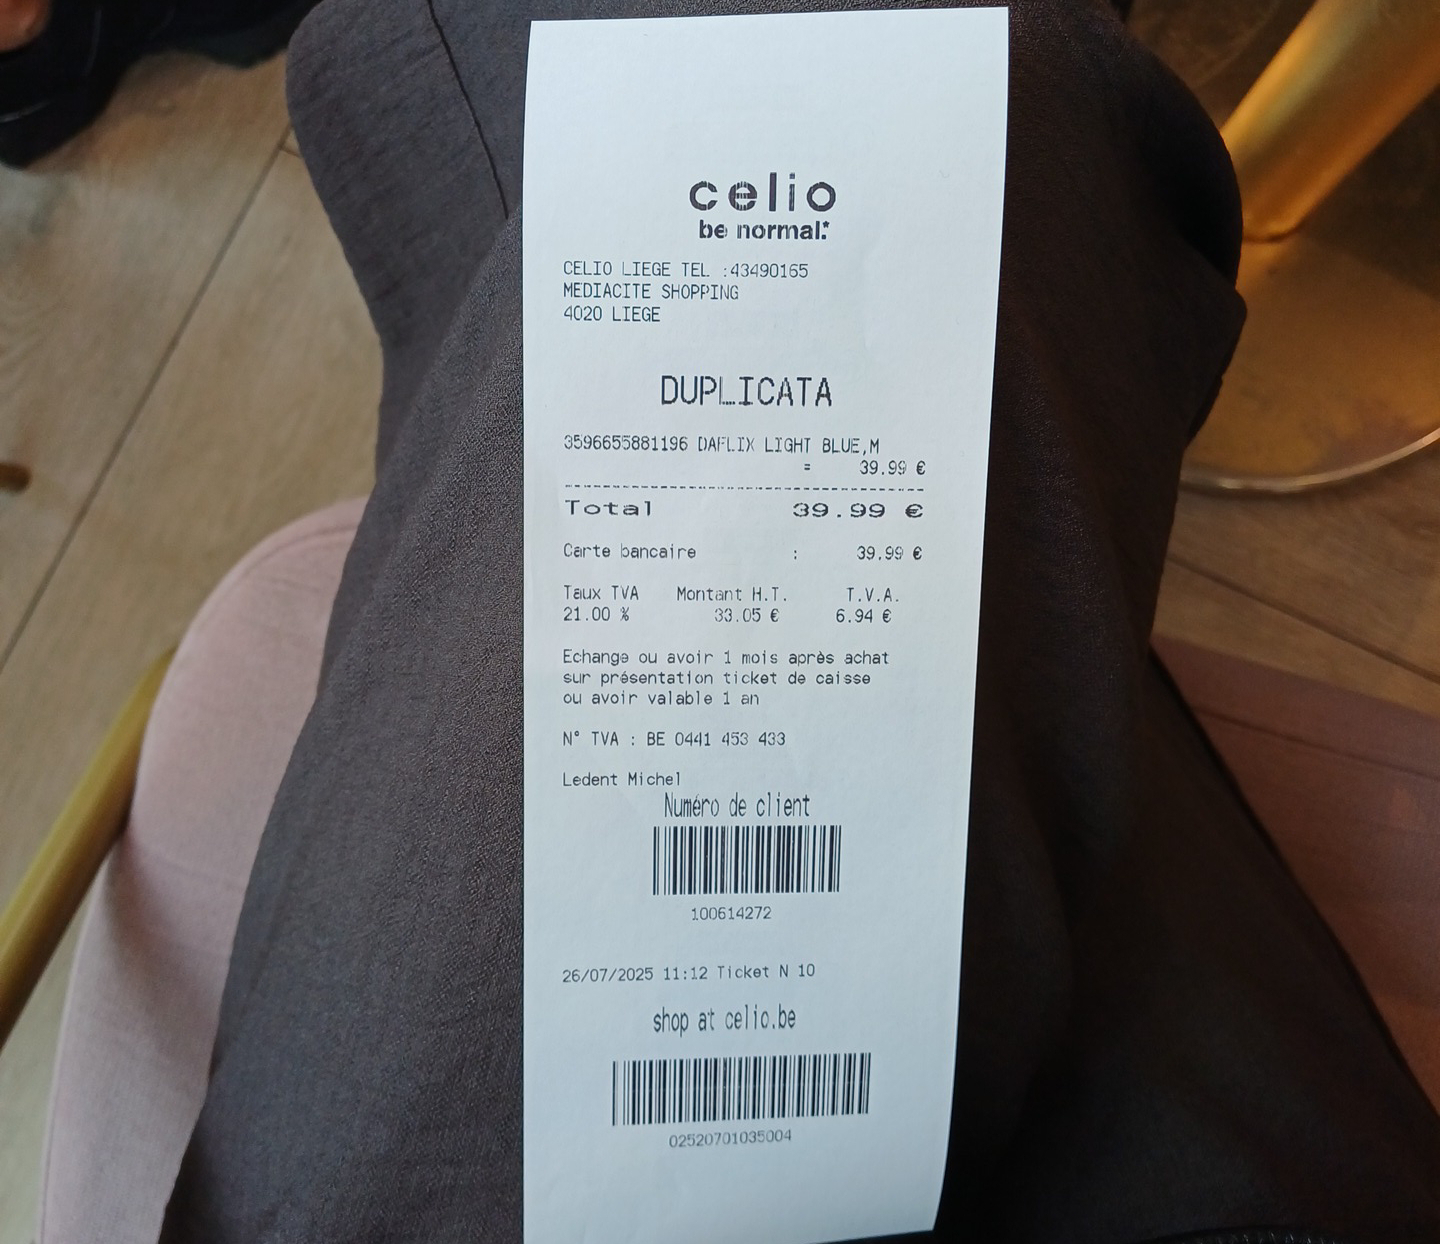 celio
be normal.*
CELIO LIEGE TEL :43490165
MEDIACITE SHOPPING
4020 LIEGE
DUPLICATA
3596655881196 DAFLIX LIGHT BLUE,M
= 39.99 €
Total 39.99 €
Carte bancaire : 39.99 €
Taux TVA Montant H.T. T.V.A.
21.00 % 33.05 € 6.94 €
Echange ou avoir 1 mois après achat
sur présentation ticket de caisse
ou avoir valable 1 an
N° TVA : BE 0441 453 433
Ledent Michel
Numéro de client
100614272
26/07/2025 11:12 Ticket N 10
shop at celio.be
02520701035004